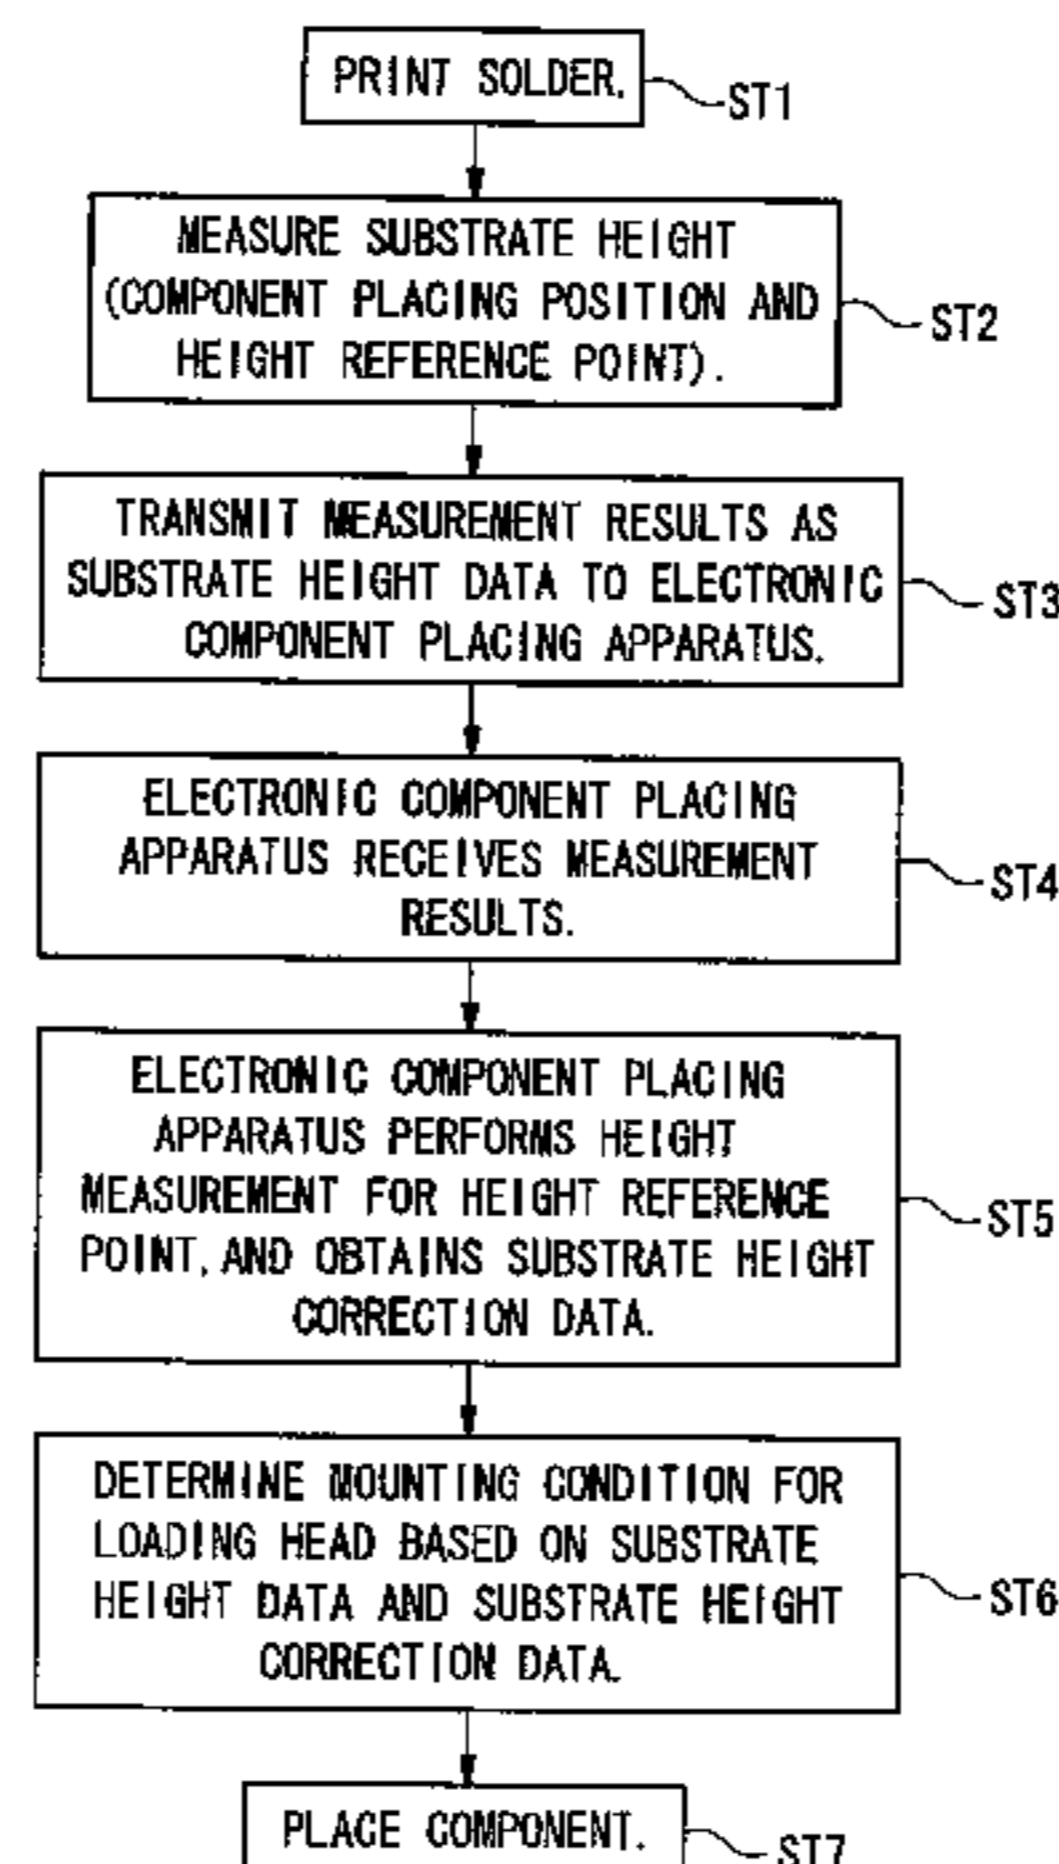 PRINT SOLDER.
ST1
MEASURE SUBSTRATE HEIGHT
(COMPONENT PLACING POSITION AND
HEIGHT REFERENCE POINT).
ST2
TRANSMIT MEASUREMENT RESULTS AS
SUBSTRATE HEIGHT DATA TO ELECTRONIC
COMPONENT PLACING APPARATUS.
ST3
ELECTRONIC COMPONENT PLACING
APPARATUS RECEIVES MEASUREMENT
RESULTS.
ST4
ELECTRONIC COMPONENT PLACING
APPARATUS PERFORMS HEIGHT
MEASUREMENT FOR HEIGHT REFERENCE
POINT, AND OBTAINS SUBSTRATE HEIGHT
CORRECTION DATA.
ST5
DETERMINE MOUNTING CONDITION FOR
LOADING HEAD BASED ON SUBSTRATE
HEIGHT DATA AND SUBSTRATE HEIGHT
CORRECTION DATA.
ST6
PLACE COMPONENT.
ST7